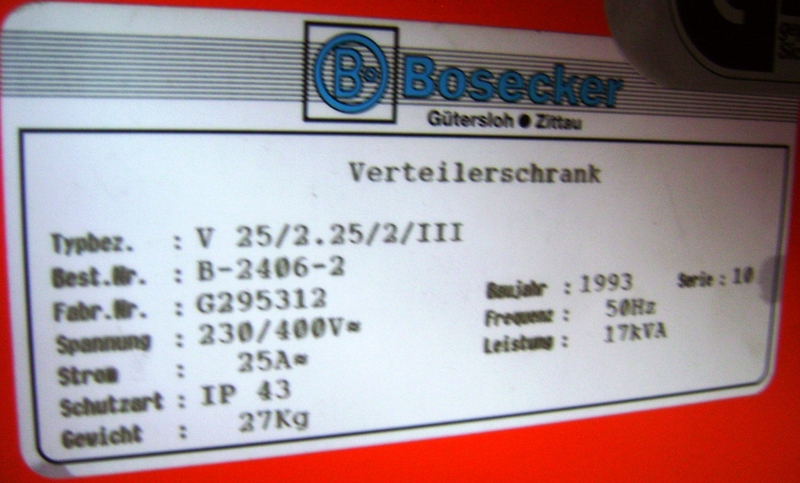 B
Bosecker
Gütersloh ● Zittau
Verteilerschrank
Typbez. : V 25/2.25/2/III
Best.Nr. : B-2406-2
Fabr.Nr. : G295312
Baujahr : 1993 Serie : 10
Spannung : 230/400V≈
Frequenz : 50Hz
Strom : 25A≈
Leistung : 17kVA
Schutzart : IP 43
Gewicht : 27Kg